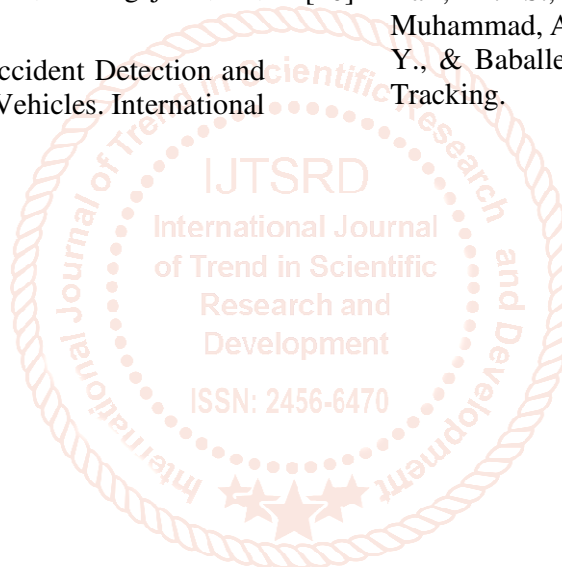 ccident Detection and
Vehicles. International
Muhammad, A
Y., & Baballe
Tracking.
International Journal of Trend in Scientific Research and Development
IJTSRD
International Journal
of Trend in Scientific
Research and
Development
ISSN: 2456-6470